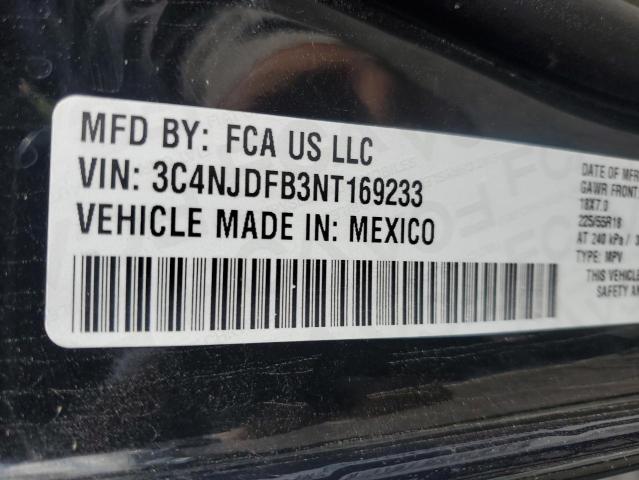 MFD BY: FCA US LLC
VIN: 3C4NJDFB3NT169233
VEHICLE MADE IN: MEXICO
DATE OF MFR
GAWR FRONT
18X7.0
225/55R18
AT 240 kPa /
TYPE: MPV
THIS VEHICLE
SAFETY AN